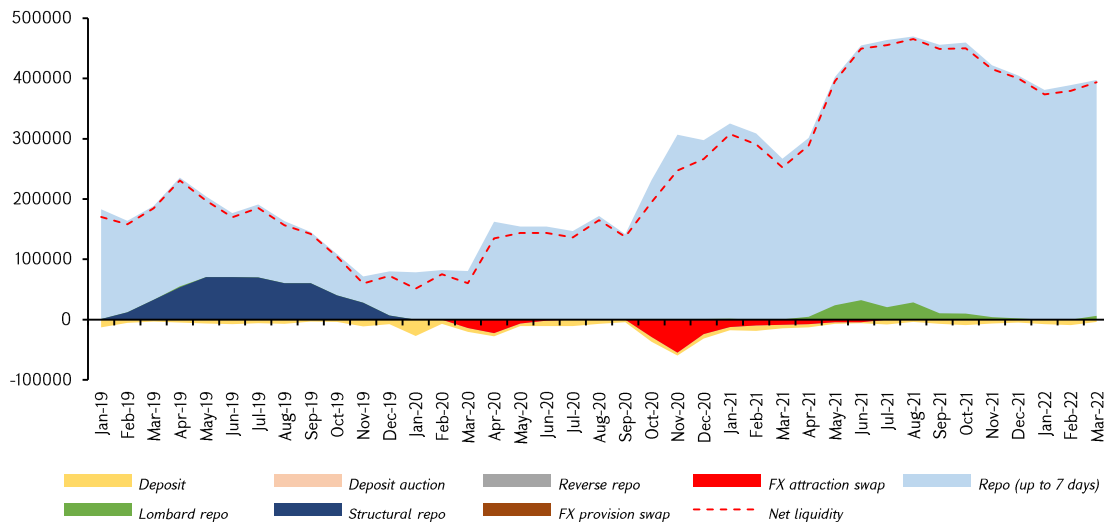 500000
400000
300000
200000
100000
0
-100000
Jan-19
Feb-19
Mar-19
Apr-19
May-19
Jun-19
Jul-19
Aug-19
Sep-19
Oct-19
Nov-19
Dec-19
Jan-20
Feb-20
Mar-20
Apr-20
May-20
Jun-20
Jul-20
Aug-20
Sep-20
Oct-20
Nov-20
Dec-20
Jan-21
Feb-21
Mar-21
Apr-21
May-21
Jun-21
Jul-21
Aug-21
Sep-21
Oct-21
Nov-21
Dec-21
Jan-22
Feb-22
Mar-22
Deposit
Deposit auction
Reverse repo
FX attraction swap
Repo (up to 7 days)
Lombard repo
Structural repo
FX provision swap
Net liquidity